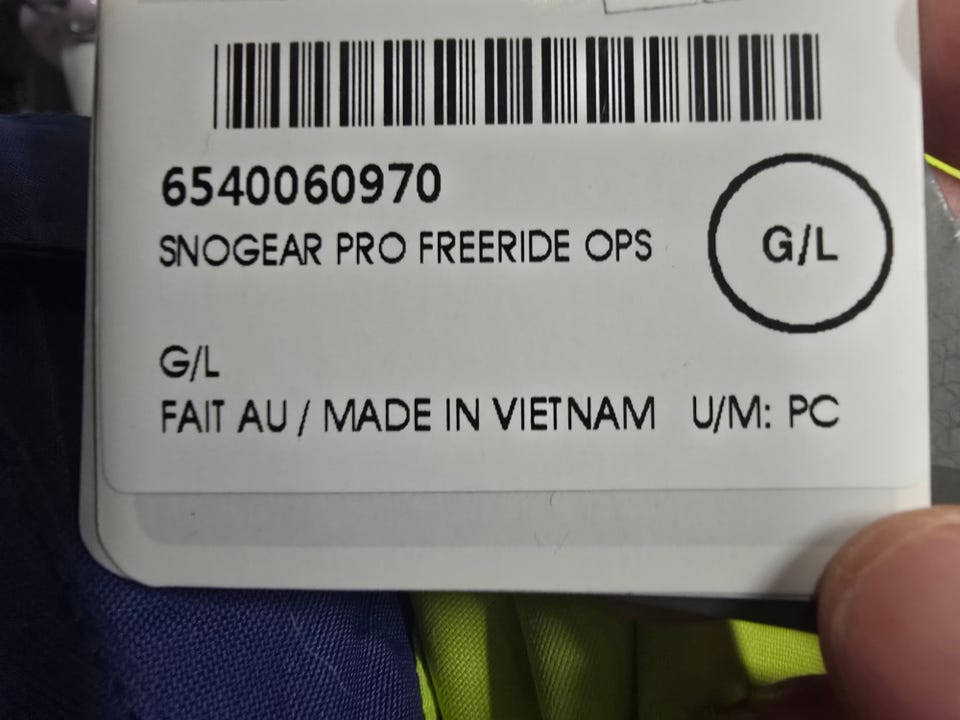 6540060970
SNOGEAR PRO FREERIDE OPS
G/L
G/L
FAIT AU / MADE IN VIETNAM U/M: PC